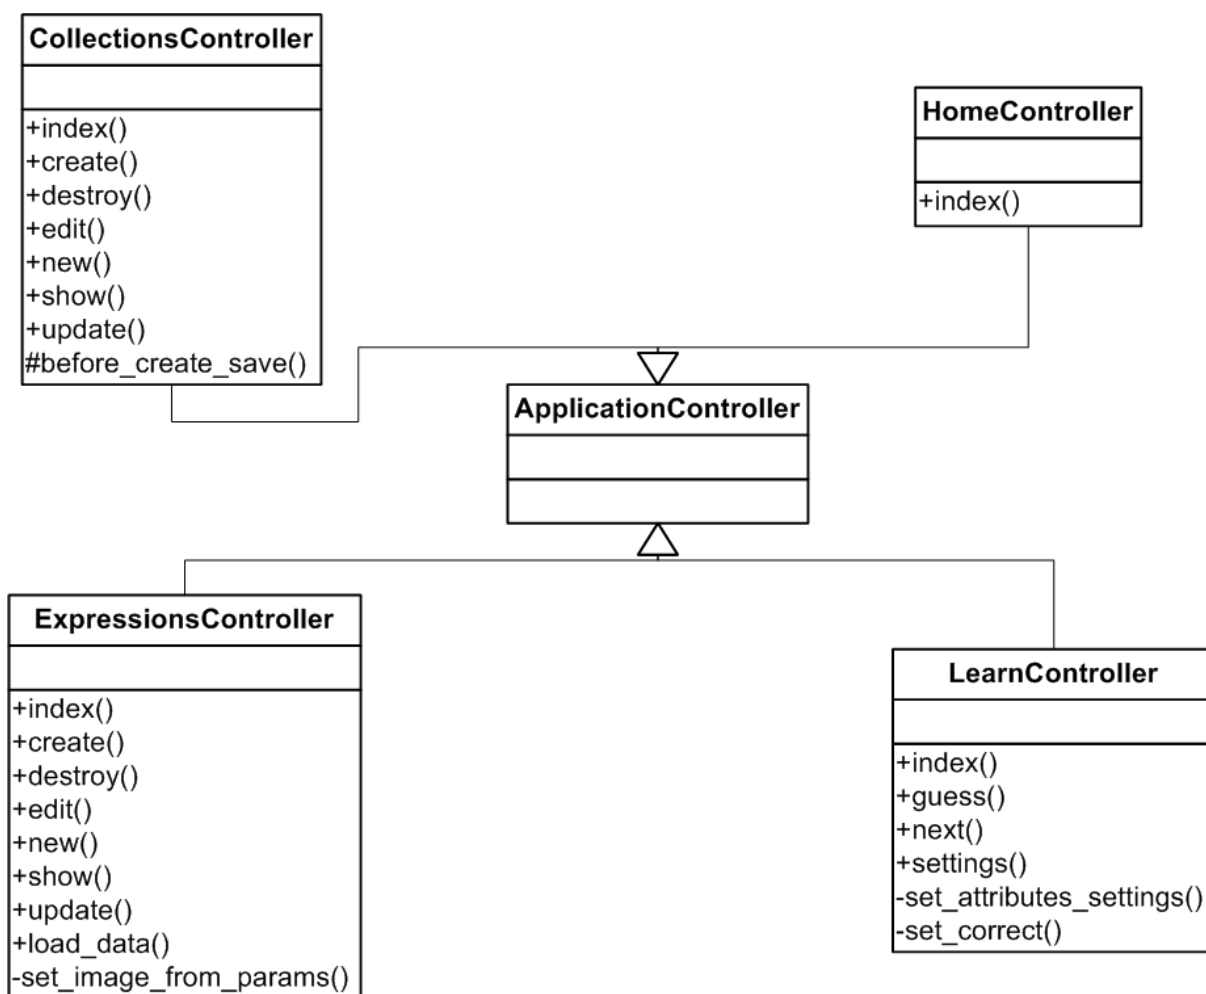 CollectionsController
+index()
+create()
+destroy()
+edit()
+new()
+show()
+update()
#before_create_save()
HomeController
+index()
ApplicationController
ExpressionsController
+index()
+create()
+destroy()
+edit()
+new()
+show()
+update()
+load_data()
-set_image_from_params()
LearnController
+index()
+guess()
+next()
+settings()
-set_attributes_settings()
-set_correct()